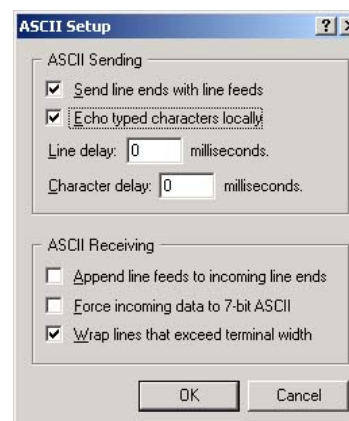 ASCII Setup
ASCII Sending
Send line ends with line feeds
Echo typed characters locally
Line delay: 0 milliseconds.
Character delay: 0 milliseconds.
ASCII Receiving
Append line feeds to incoming line ends
Force incoming data to 7-bit ASCII
Wrap lines that exceed terminal width
OK Cancel